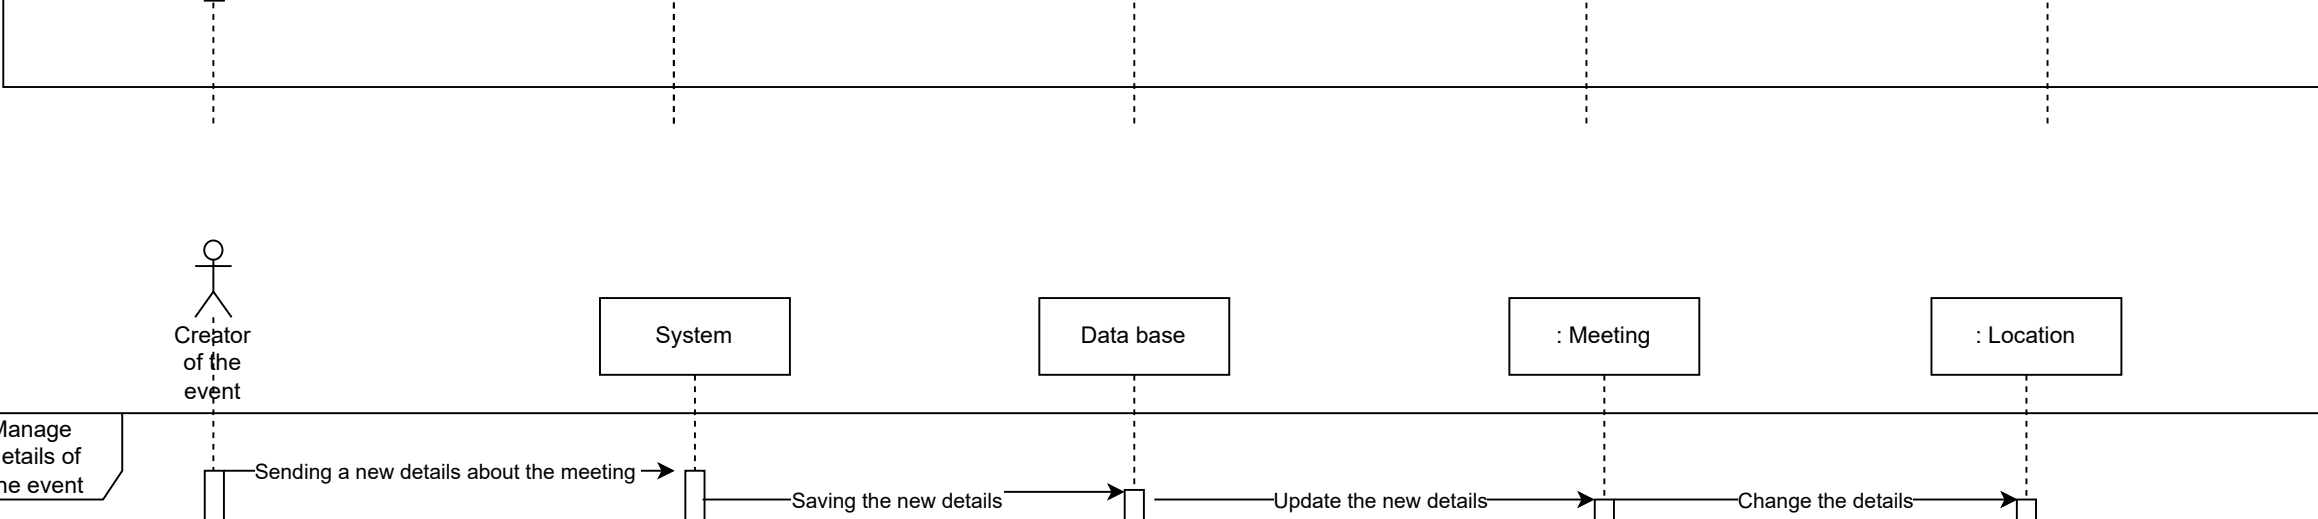 Creator
of the
event
System
Data base
: Meeting
: Location
Manage
etails of
he event
Sending a new details about the meeting
Saving the new details
Update the new details
Change the details